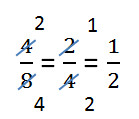 2 1
4/8 = 2/4 = 1/2
4 2